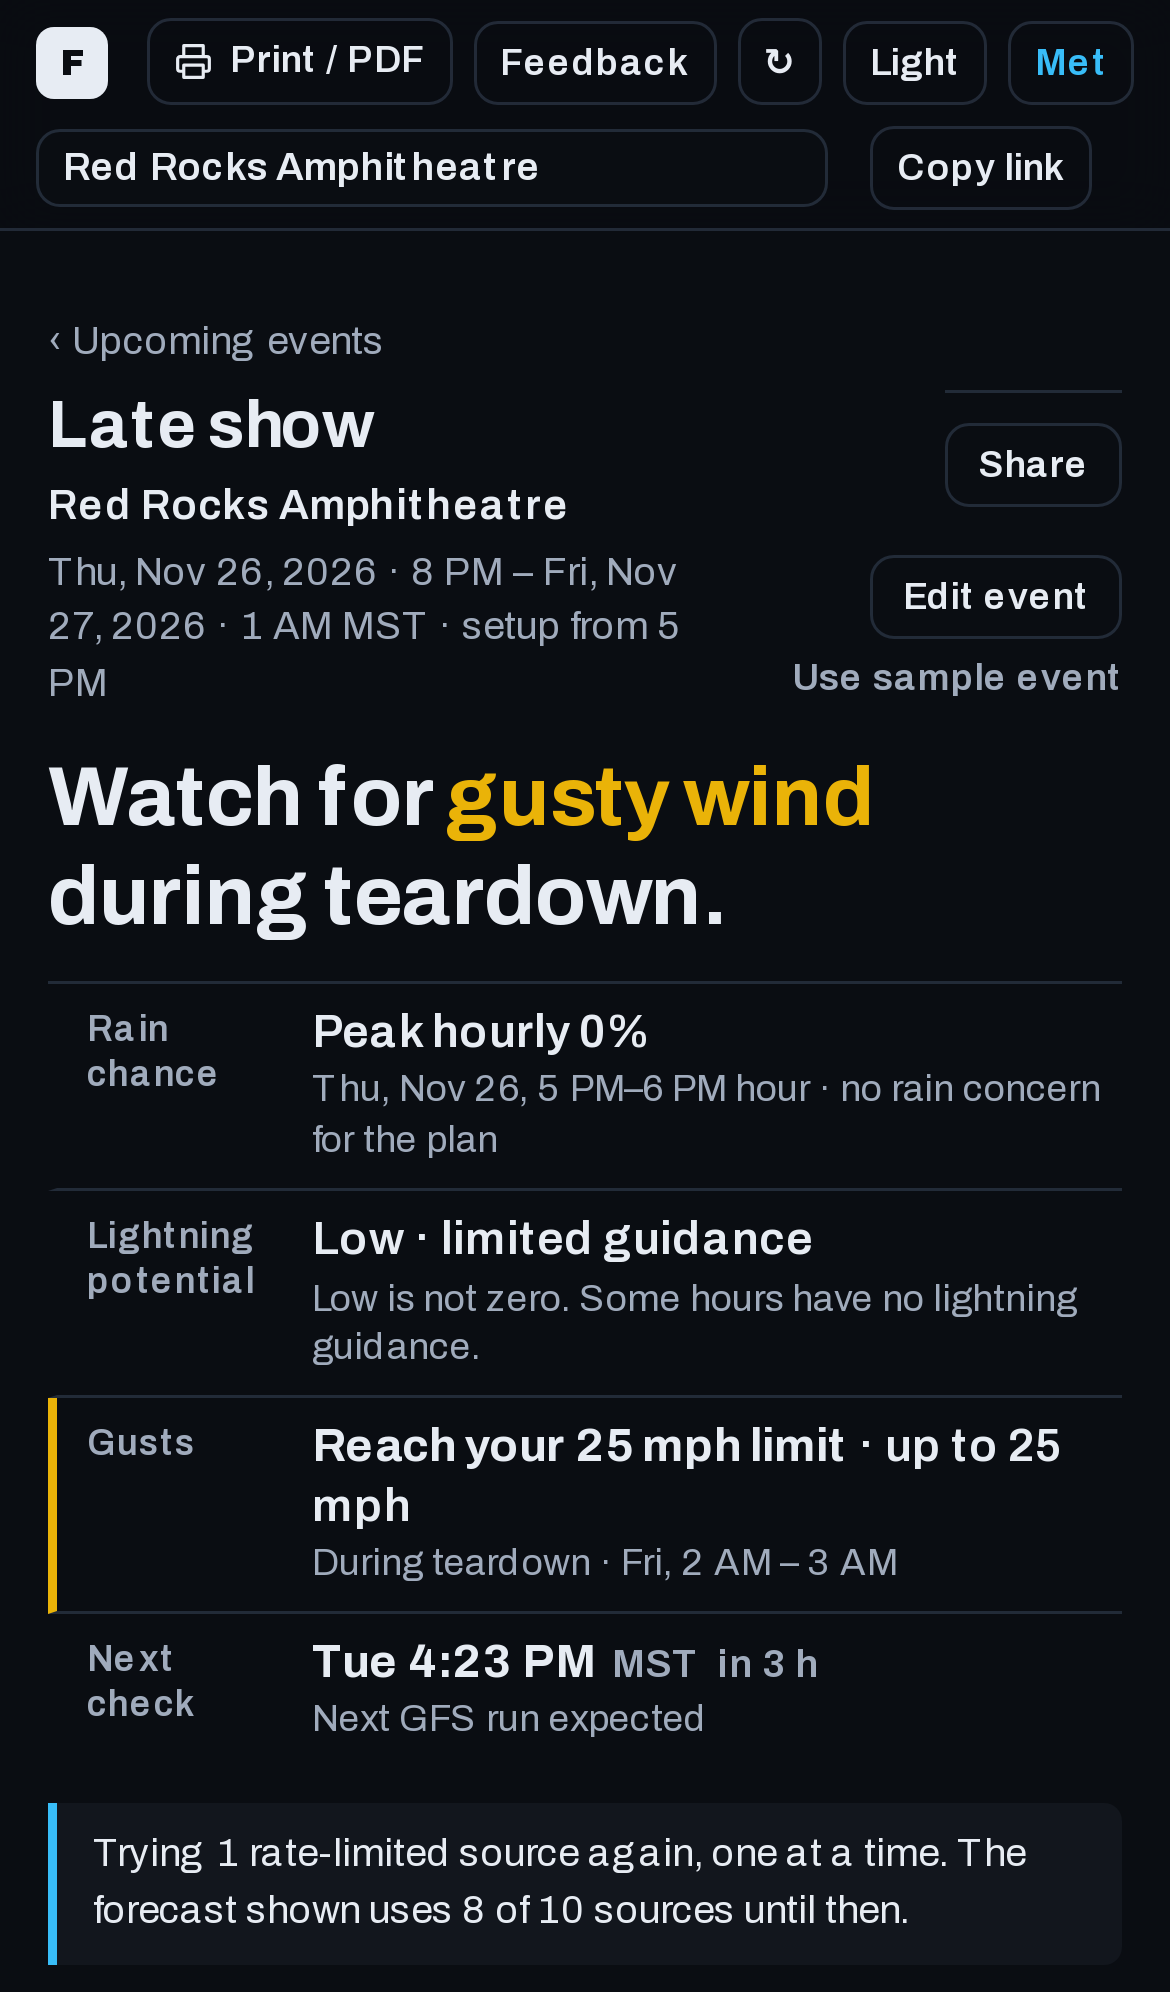 F
Print / PDF
Feedback
↻
Light
Met
Red Rocks Amphitheatre
Copy link
‹ Upcoming events
Late show
Red Rocks Amphitheatre
Thu, Nov 26, 2026 · 8 PM – Fri, Nov
27, 2026 · 1 AM MST · setup from 5
PM
Share
Edit event
Use sample event
Watch for gusty wind
during teardown.
Rain
chance
Peak hourly 0%
Thu, Nov 26, 5 PM–6 PM hour · no rain concern
for the plan
Lightning
potential
Low · limited guidance
Low is not zero. Some hours have no lightning
guidance.
Gusts
Reach your 25 mph limit · up to 25
mph
During teardown · Fri, 2 AM – 3 AM
Next
check
Tue 4:23 PM MST in 3 h
Next GFS run expected
Trying 1 rate-limited source again, one at a time. The
forecast shown uses 8 of 10 sources until then.